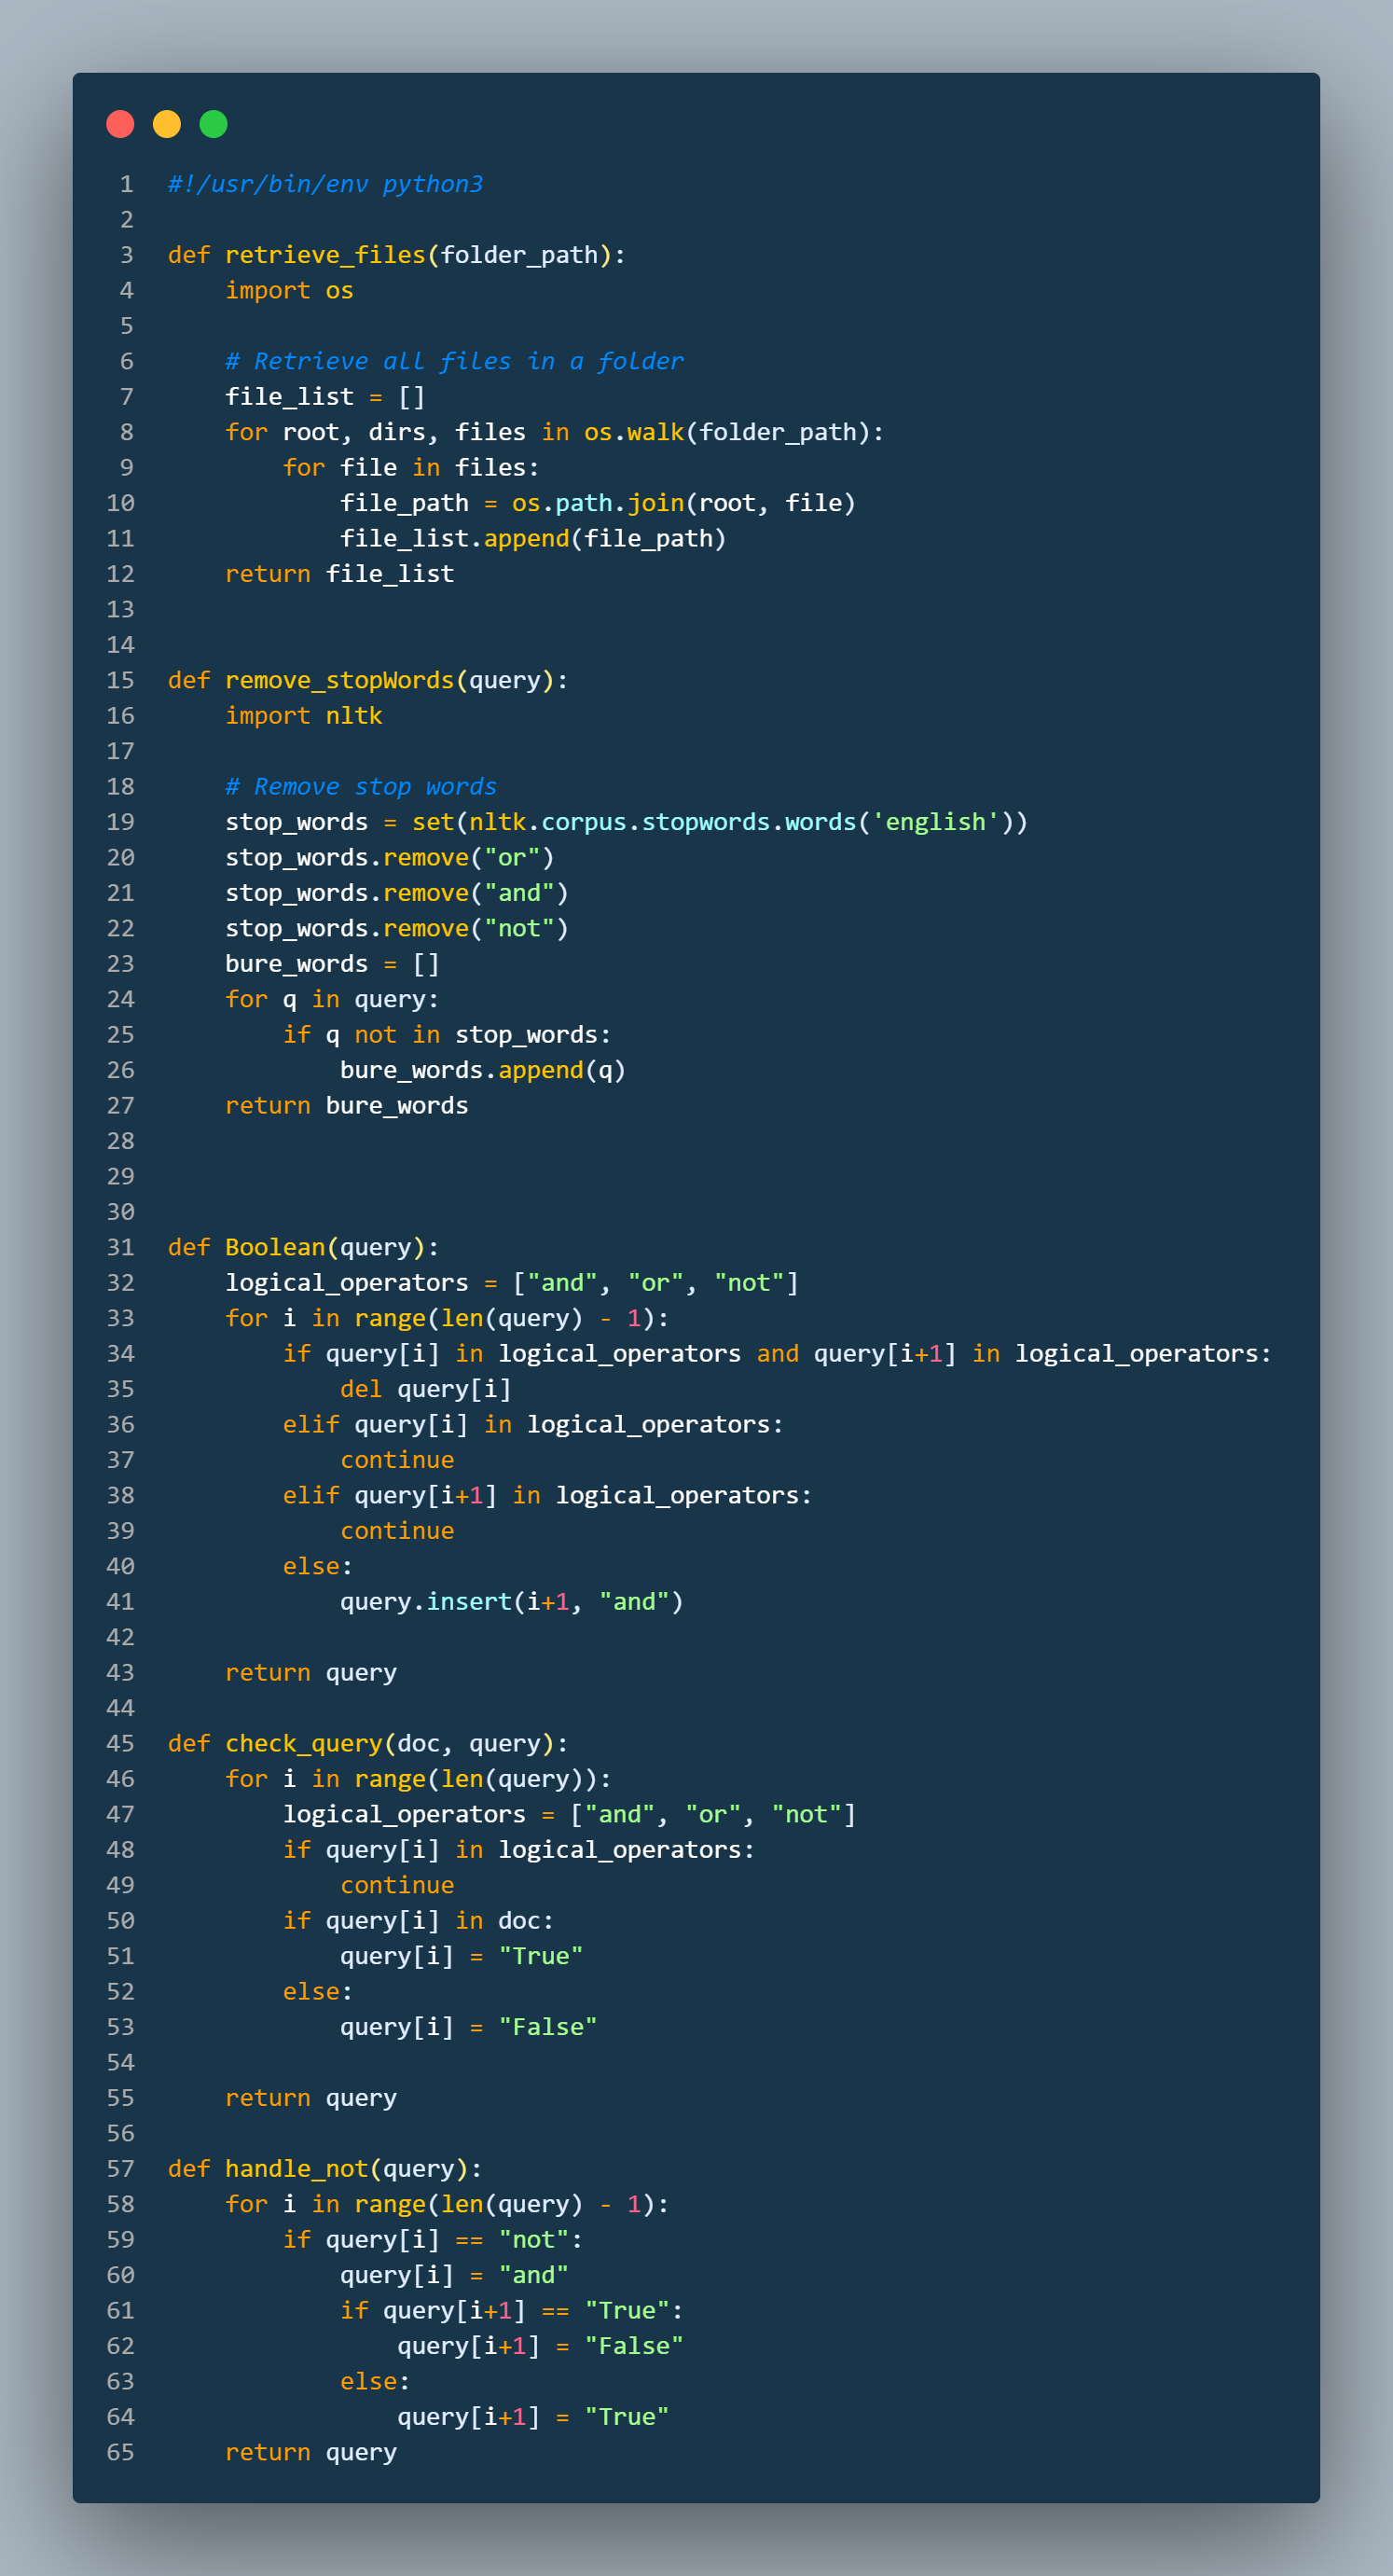 1 #!/usr/bin/env python3
2
3 def retrieve_files(folder_path):
4     import os
5
6     # Retrieve all files in a folder
7     file_list = []
8     for root, dirs, files in os.walk(folder_path):
9         for file in files:
10             file_path = os.path.join(root, file)
11             file_list.append(file_path)
12     return file_list
13
14
15 def remove_stopWords(query):
16     import nltk
17
18     # Remove stop words
19     stop_words = set(nltk.corpus.stopwords.words('english'))
20     stop_words.remove("or")
21     stop_words.remove("and")
22     stop_words.remove("not")
23     bure_words = []
24     for q in query:
25         if q not in stop_words:
26             bure_words.append(q)
27     return bure_words
28
29
30
31 def Boolean(query):
32     logical_operators = ["and", "or", "not"]
33     for i in range(len(query) - 1):
34         if query[i] in logical_operators and query[i+1] in logical_operators:
35             del query[i]
36         elif query[i] in logical_operators:
37             continue
38         elif query[i+1] in logical_operators:
39             continue
40         else:
41             query.insert(i+1, "and")
42
43     return query
44
45 def check_query(doc, query):
46     for i in range(len(query)):
47         logical_operators = ["and", "or", "not"]
48         if query[i] in logical_operators:
49             continue
50         if query[i] in doc:
51             query[i] = "True"
52         else:
53             query[i] = "False"
54
55     return query
56
57 def handle_not(query):
58     for i in range(len(query) - 1):
59         if query[i] == "not":
60             query[i] = "and"
61             if query[i+1] == "True":
62                 query[i+1] = "False"
63             else:
64                 query[i+1] = "True"
65     return query